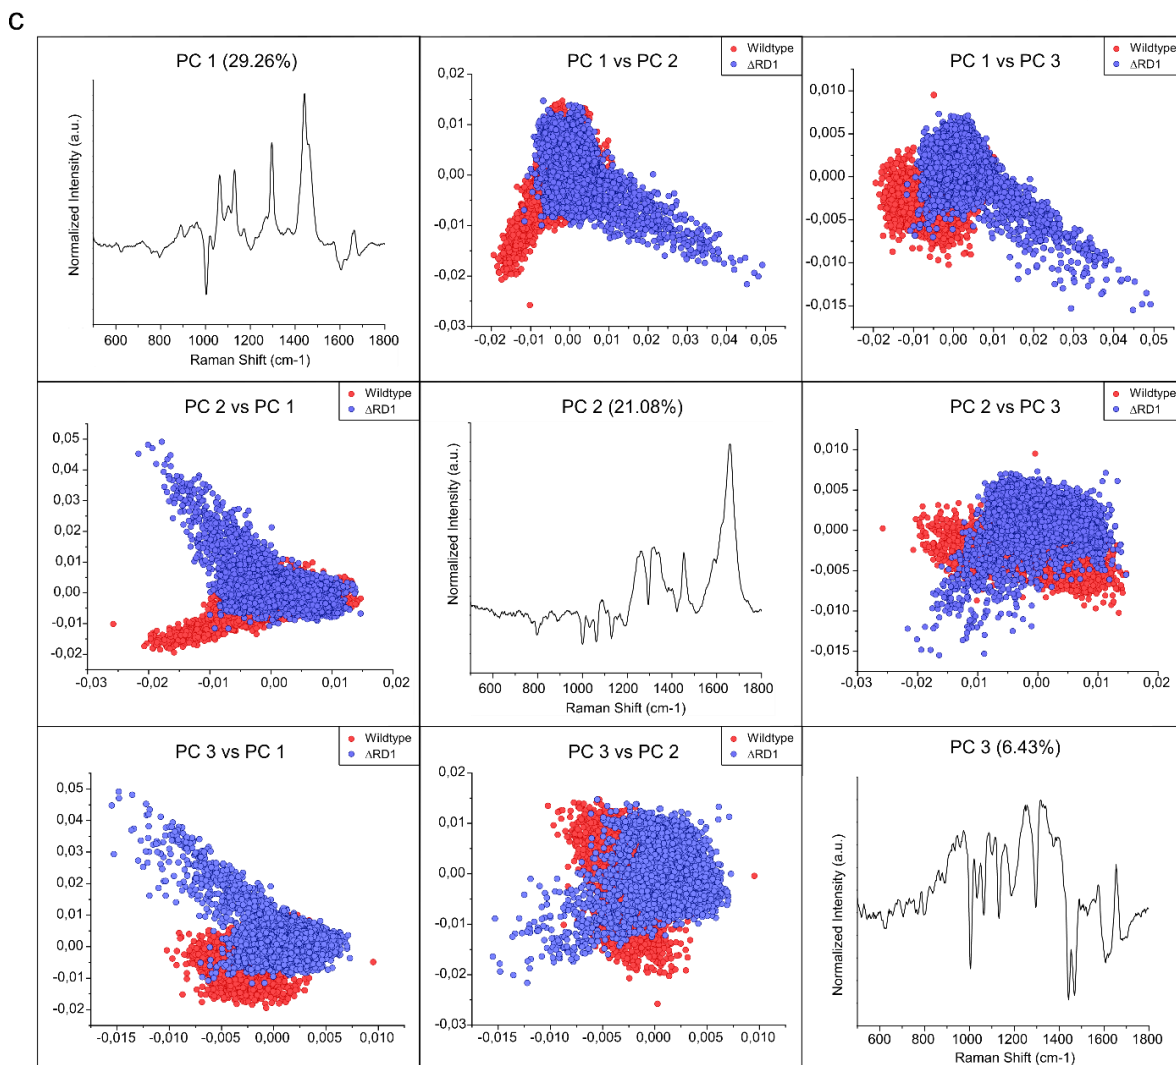 C
PC 1 (29.26%)
Normalized Intensity (a.u.)
600 800 1000 1200 1400 1600 1800
Raman Shift (cm-1)
PC 1 vs PC 2
Wildtype
ΔRD1
0,02
0,01
0,00
-0,01
-0,02
-0,03
-0,02 -0,01 0,00 0,01 0,02 0,03 0,04 0,05
PC 1 vs PC 3
Wildtype
ΔRD1
0,010
0,005
0,000
-0,005
-0,010
-0,015
-0,02 -0,01 0,00 0,01 0,02 0,03 0,04 0,05
PC 2 vs PC 1
Wildtype
ΔRD1
0,05
0,04
0,03
0,02
0,01
0,00
-0,01
-0,02
-0,03 -0,02 -0,01 0,00 0,01 0,02
PC 2 (21.08%)
Normalized Intensity (a.u.)
600 800 1000 1200 1400 1600 1800
Raman Shift (cm-1)
PC 2 vs PC 3
Wildtype
ΔRD1
0,010
0,005
0,000
-0,005
-0,010
-0,015
-0,03 -0,02 -0,01 0,00 0,01 0,02
PC 3 vs PC 1
Wildtype
ΔRD1
0,05
0,04
0,03
0,02
0,01
0,00
-0,01
-0,02
-0,015 -0,010 -0,005 0,000 0,005 0,010
PC 3 vs PC 2
Wildtype
ΔRD1
0,02
0,01
0,00
-0,01
-0,02
-0,03
-0,015 -0,010 -0,005 0,000 0,005 0,010
PC 3 (6.43%)
Normalized Intensity (a.u.)
600 800 1000 1200 1400 1600 1800
Raman Shift (cm-1)